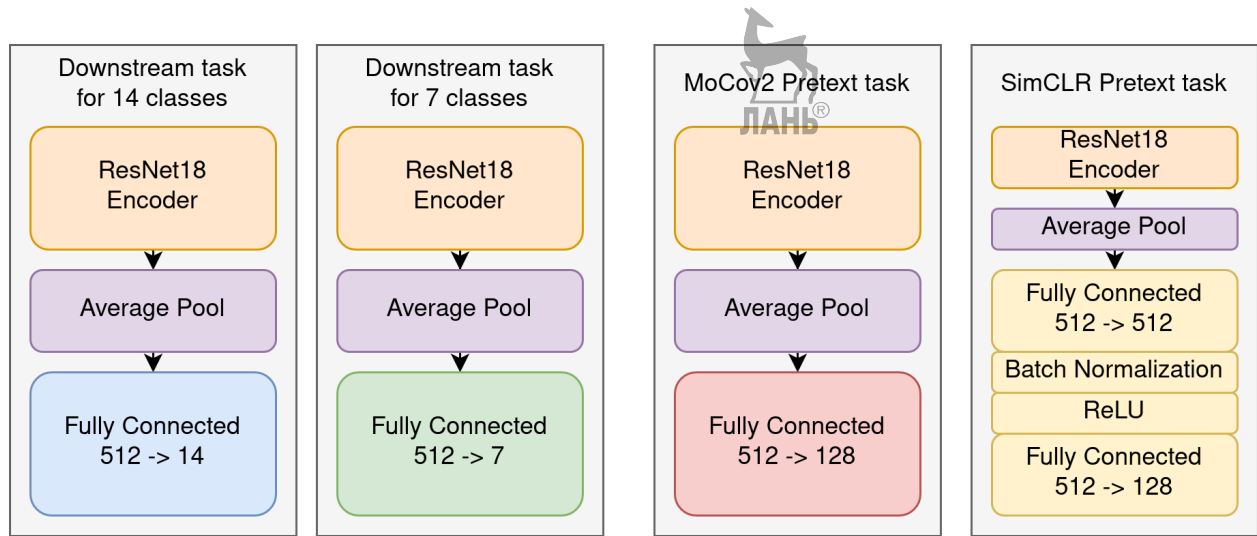 Downstream task
for 14 classes
ResNet18
Encoder
Average Pool
Fully Connected
512 -> 14
Downstream task
for 7 classes
ResNet18
Encoder
Average Pool
Fully Connected
512 -> 7
MoCov2 Pretext task
ЛАНЬ®
ResNet18
Encoder
Average Pool
Fully Connected
512 -> 128
SimCLR Pretext task
ResNet18
Encoder
Average Pool
Fully Connected
512 -> 512
Batch Normalization
ReLU
Fully Connected
512 -> 128